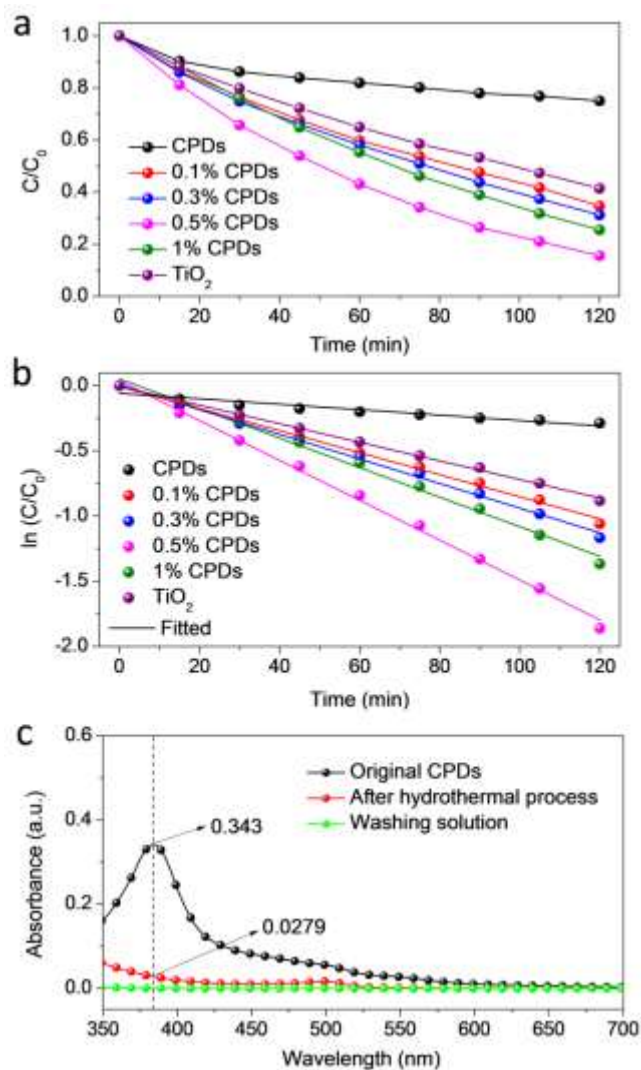 a
1.0
0.8
0.6
0.4
0.2
0.0
C/C0
CPDs
0.1% CPDs
0.3% CPDs
0.5% CPDs
1% CPDs
TiO2
0 20 40 60 80 100 120
Time (min)
b
0.0
-0.5
-1.0
-1.5
-2.0
ln (C/C0)
CPDs
0.1% CPDs
0.3% CPDs
0.5% CPDs
1% CPDs
TiO2
Fitted
0 20 40 60 80 100 120
Time (min)
c
0.6
0.4
0.2
0.0
Absorbance (a.u.)
Original CPDs
After hydrothermal process
Washing solution
0.343
0.0279
350 400 450 500 550 600 650 700
Wavelength (nm)